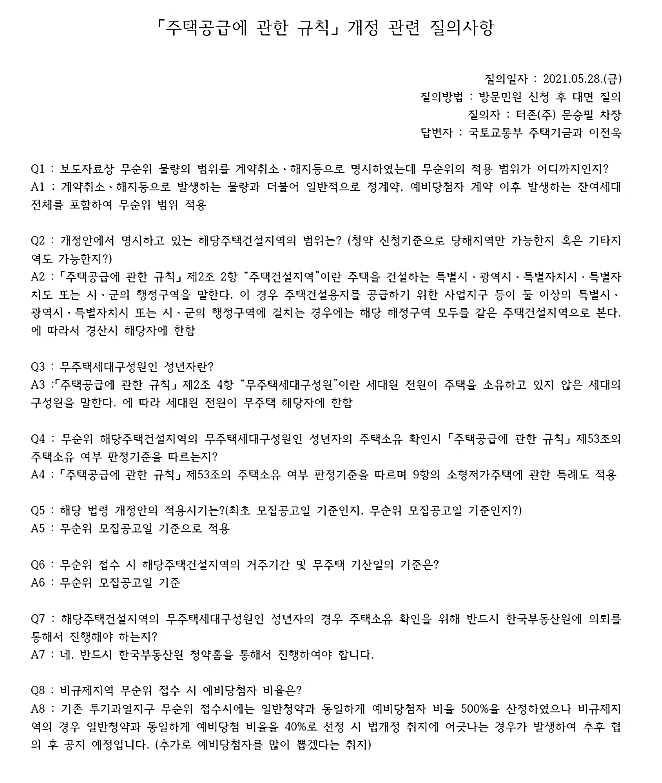 「주택공급에 관한 규칙」 개정 관련 질의사항
질의일자 : 2021.05.28.(금)
질의방법 : 방문민원 신청 후 대면 질의
질의자 : 터존(주) 문승필 차장
답변자 : 국토교통부 주택기금과 이전욱
Q1 : 보도자료상 무순위 물량의 범위를 계약취소ㆍ해지등으로 명시하였는데 무순위의 적용 범위가 어디까지인지?
A1 : 계약취소ㆍ해지등으로 발생하는 물량과 더불어 일반적으로 정계약, 예비당첨자 계약 이후 발생하는 잔여세대
전체를 포함하여 무순위 범위 적용
Q2 : 개정안에서 명시하고 있는 해당주택건설지역의 범위는? (청약 신청기준으로 당해지역만 가능한지 혹은 기타지
역도 가능한지?)
A2 : 「주택공급에 관한 규칙」 제2조 2항 "주택건설지역"이란 주택을 건설하는 특별시ㆍ광역시ㆍ특별자치시ㆍ특별자
치도 또는 시ㆍ군의 행정구역을 말한다. 이 경우 주택건설용지를 공급하기 위한 사업지구 등이 둘 이상의 특별시ㆍ
광역시ㆍ특별자치시 또는 시ㆍ군의 행정구역에 걸치는 경우에는 해당 해정구역 모두를 같은 주택건설지역으로 본다.
에 따라서 경산시 해당자에 한함
Q3 : 무주택세대구성원인 성년자란?
A3 :「주택공급에 관한 규칙」 제2조 4항 "무주택세대구성원"이란 세대원 전원이 주택을 소유하고 있지 않은 세대의
구성원을 말한다. 에 따라 세대원 전원이 무주택 해당자에 한함
Q4 : 무순위 해당주택건설지역의 무주택세대구성원인 성년자의 주택소유 확인시 「주택공급에 관한 규칙」 제53조의
주택소유 여부 판정기준을 따르는지?
A4 : 「주택공급에 관한 규칙」 제53조의 주택소유 여부 판정기준을 따르며 9항의 소형저가주택에 관한 특례도 적용
Q5 : 해당 법령 개정안의 적용시기는?(최초 모집공고일 기준인지, 무순위 모집공고일 기준인지?)
A5 : 무순위 모집공고일 기준으로 적용
Q6 : 무순위 접수 시 해당주택건설지역의 거주기간 및 무주택 기산일의 기준은?
A6 : 무순위 모집공고일 기준
Q7 : 해당주택건설지역의 무주택세대구성원인 성년자의 경우 주택소유 확인을 위해 반드시 한국부동산원에 의뢰를
통해서 진행해야 하는지?
A7 : 네, 반드시 한국부동산원 청약홈을 통해서 진행하여야 합니다.
Q8 : 비규제지역 무순위 접수 시 예비당첨자 비율은?
A8 : 기존 투기과열지구 무순위 접수시에는 일반청약과 동일하게 예비당첨자 비율 500%을 산정하였으나 비규제지
역의 경우 일반청약과 동일하게 예비당첨 비율을 40%로 선정 시 법개정 취지에 어긋나는 경우가 발생하여 추후 협
의 후 공지 예정입니다. (추가로 예비당첨자를 많이 뽑겠다는 취지)